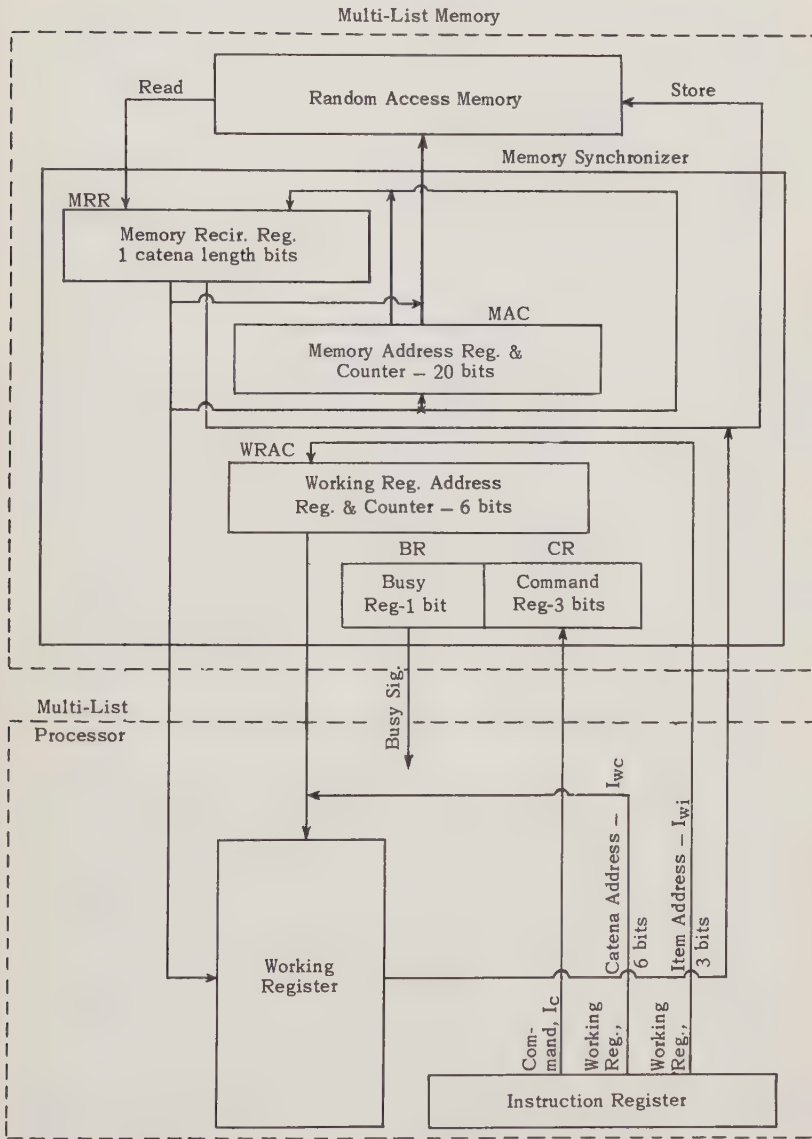 Multi-List Memory
Random Access Memory
Read
Store
Memory Synchronizer
MRR
Memory Recir. Reg.
1 catena length bits
MAC
Memory Address Reg. &
Counter – 20 bits
WRAC
Working Reg. Address
Reg. & Counter – 6 bits
BR
CR
Busy
Reg-1 bit
Command
Reg-3 bits
Busy Sig.
Multi-List
Processor
Working
Register
Com-
mand, Ic
Working Reg., Catena Address – Iwc
6 bits
Working Reg., Item Address – Iwi
3 bits
Instruction Register